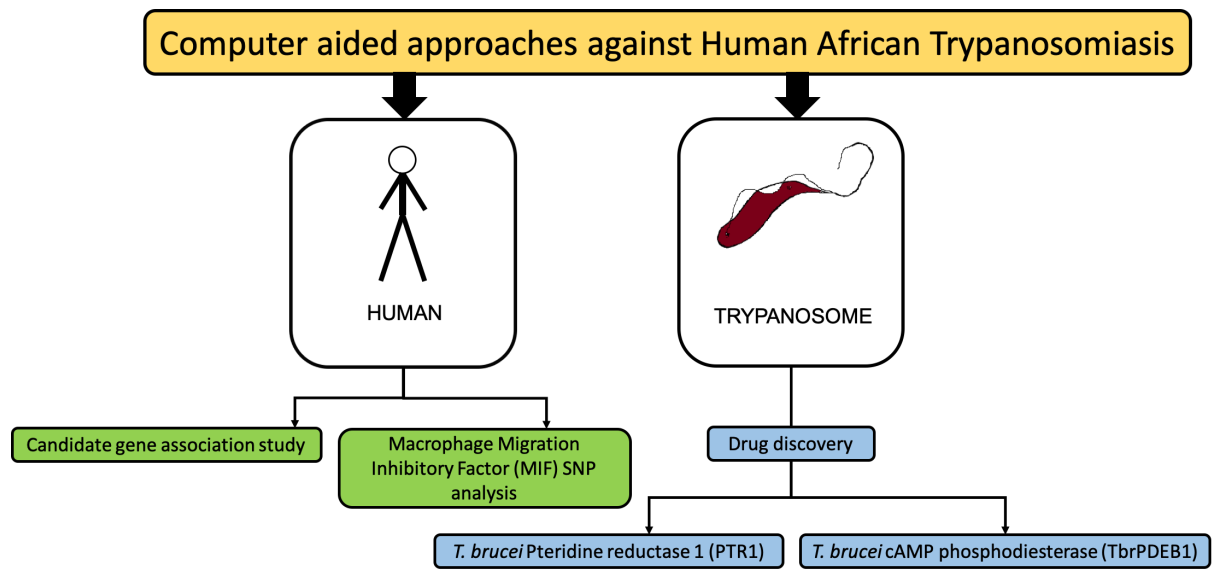 Computer aided approaches against Human African Trypanosomiasis
HUMAN
TRYPANOSOME
Candidate gene association study
Macrophage Migration
Inhibitory Factor (MIF) SNP
analysis
Drug discovery
T. brucei Pteridine reductase 1 (PTR1)
T. brucei cAMP phosphodiesterase (TbrPDEB1)